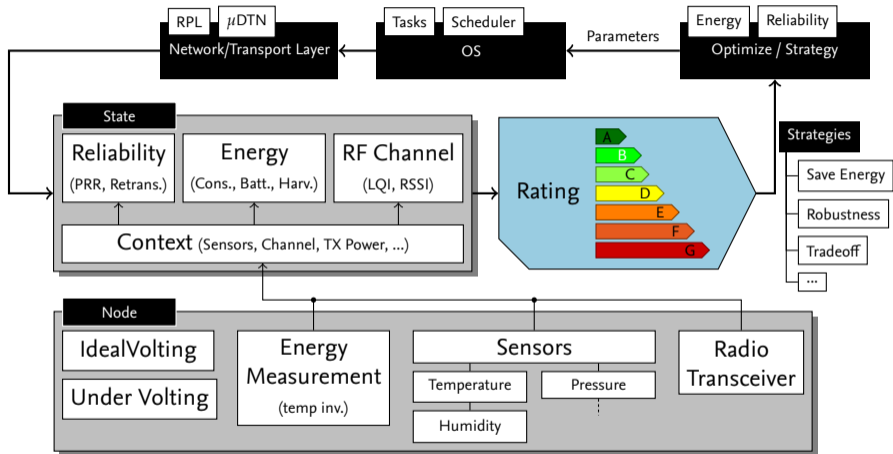 RPL
μDTN
Network/Transport Layer
Tasks
Scheduler
OS
Parameters
Energy
Reliability
Optimize / Strategy
State
Reliability
(PRR, Retrans.)
Energy
(Cons., Batt., Harv.)
RF Channel
(LQI, RSSI)
Context (Sensors, Channel, TX Power, ...)
Rating
A
B
C
D
E
F
G
Strategies
Save Energy
Robustness
Tradeoff
...
Node
IdealVolting
Under Volting
Energy
Measurement
(temp inv.)
Sensors
Temperature
Pressure
Humidity
Radio
Transceiver